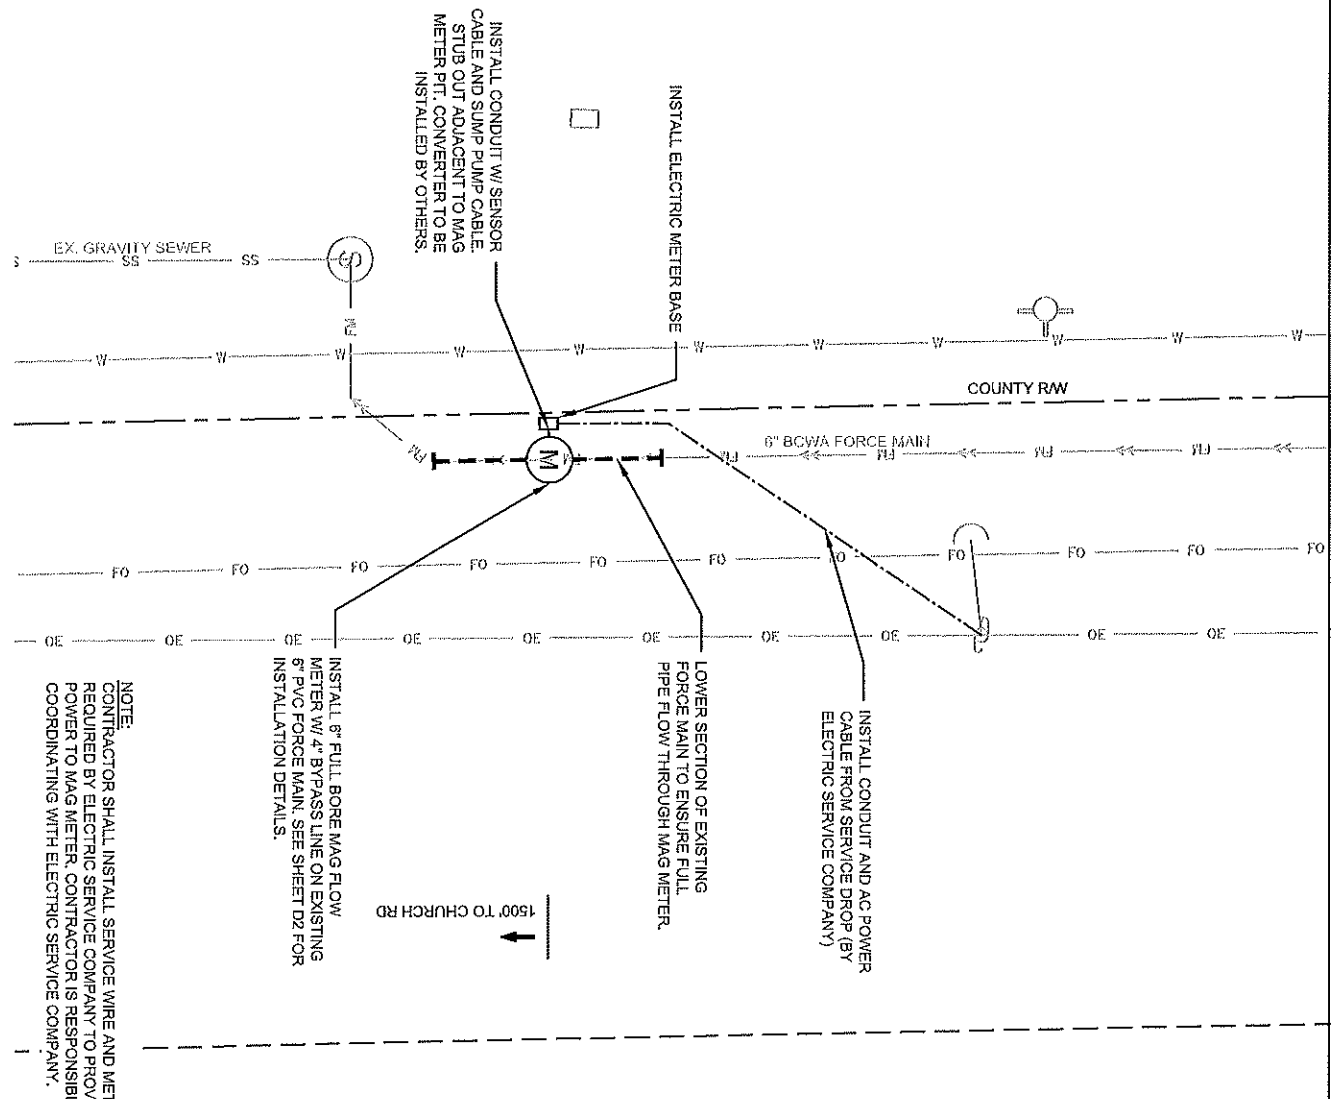 INSTALL CONDUIT W/ SENSOR
CABLE AND SUMP PUMP CABLE.
STUB OUT ADJACENT TO MAG
METER PIT. CONVERTER TO BE
INSTALLED BY OTHERS.
INSTALL ELECTRIC METER BASE
EX. GRAVITY SEWER
S SS SS
S
FM
W W W W W W W W W W W
COUNTY R/W
6" BCWA FORCE MAIN
FM M FM FM FM FM FM
FO FO FO FO FO FO FO FO FO FO FO
OE OE OE OE OE OE OE OE OE OE
INSTALL CONDUIT AND AC POWER
CABLE FROM SERVICE DROP (BY
ELECTRIC SERVICE COMPANY)
LOWER SECTION OF EXISTING
FORCE MAIN TO ENSURE FULL
PIPE FLOW THROUGH MAG METER.
INSTALL 6" FULL BORE MAG FLOW
METER W/ 4" BYPASS LINE ON EXISTING
6" PVC FORCE MAIN. SEE SHEET D2 FOR
INSTALLATION DETAILS.
1500' TO CHURCH RD
NOTE:
CONTRACTOR SHALL INSTALL SERVICE WIRE AND MET
REQUIRED BY ELECTRIC SERVICE COMPANY TO PROV
POWER TO MAG METER. CONTRACTOR IS RESPONSIBL
COORDINATING WITH ELECTRIC SERVICE COMPANY.